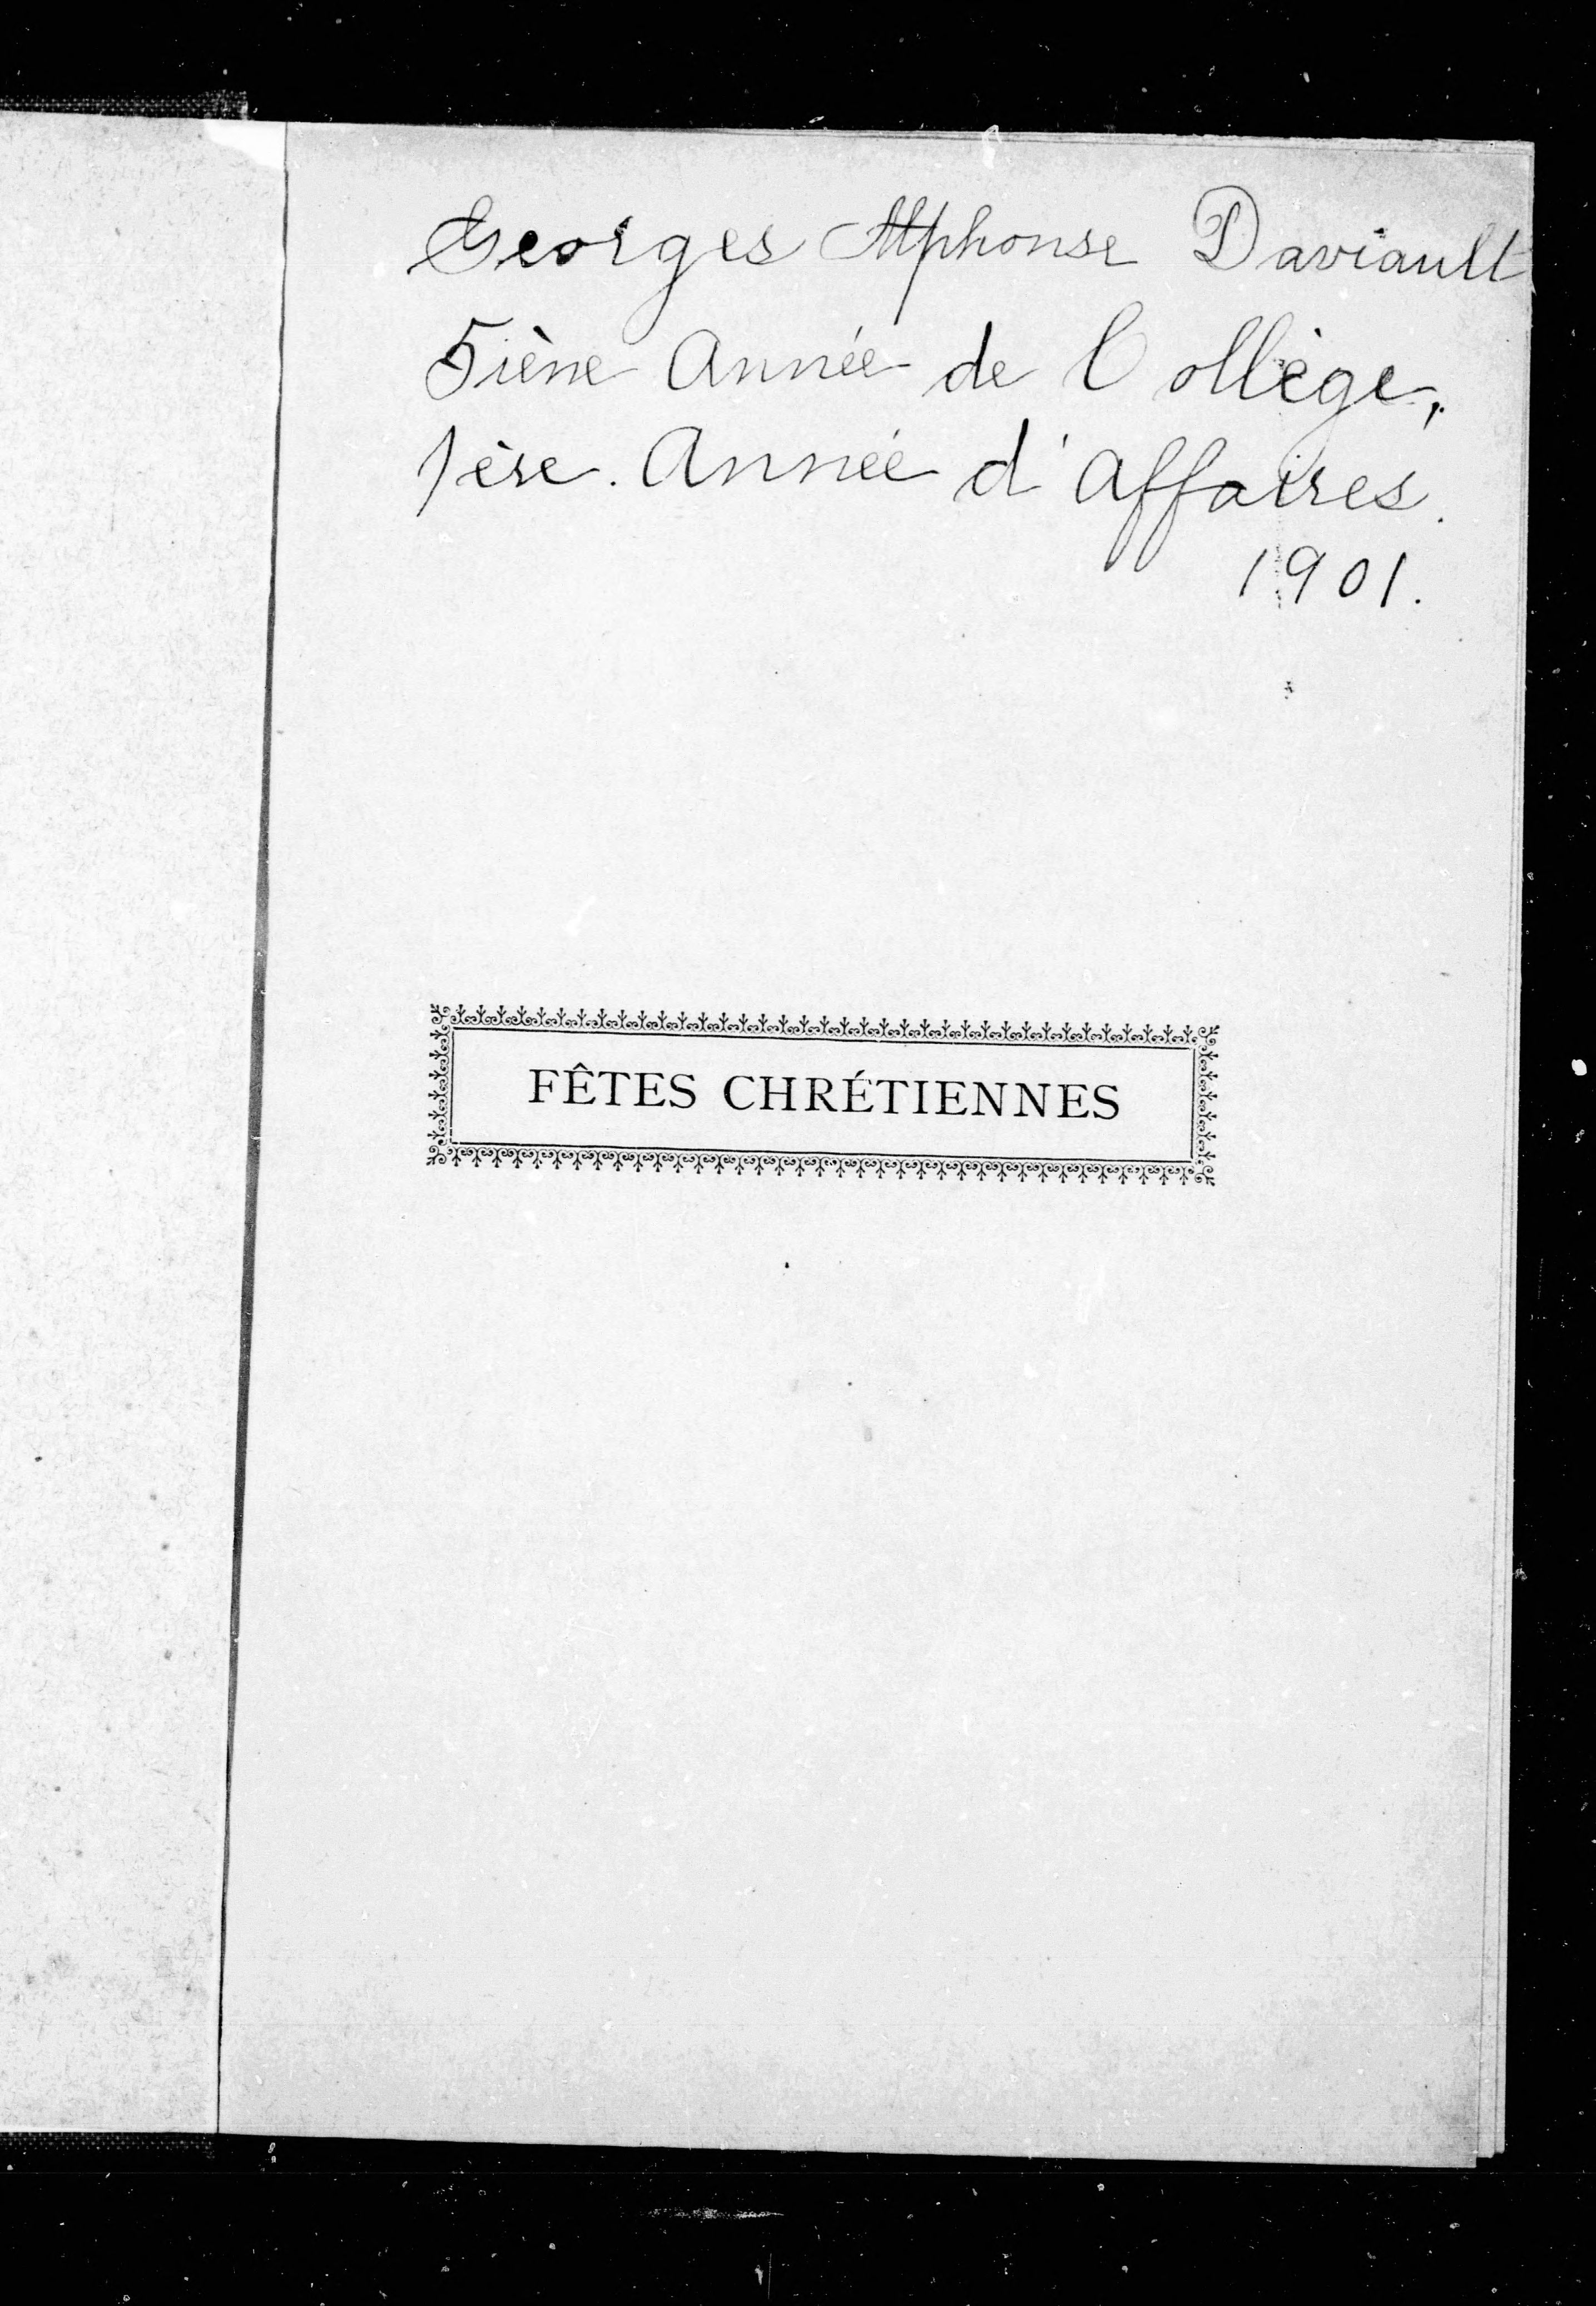 Georges Alphonse Daviault
5ième Année de Collège,
1ère. Année d'affaires.
1901.
FÊTES CHRÉTIENNES